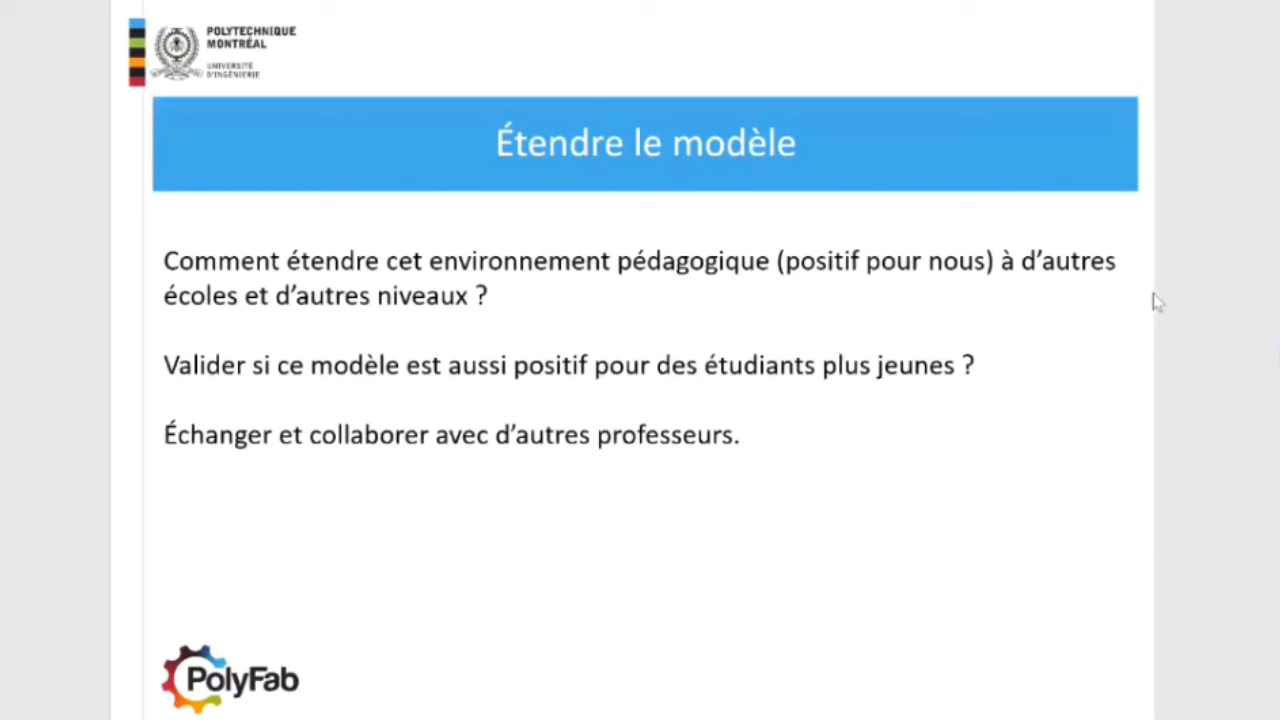 POLYTECHNIQUE
MONTRÉAL
UNIVERSITÉ
D'INGÉNIERIE
Étendre le modèle
Comment étendre cet environnement pédagogique (positif pour nous) à d'autres
écoles et d'autres niveaux ?
Valider si ce modèle est aussi positif pour des étudiants plus jeunes ?
Échanger et collaborer avec d'autres professeurs.
PolyFab